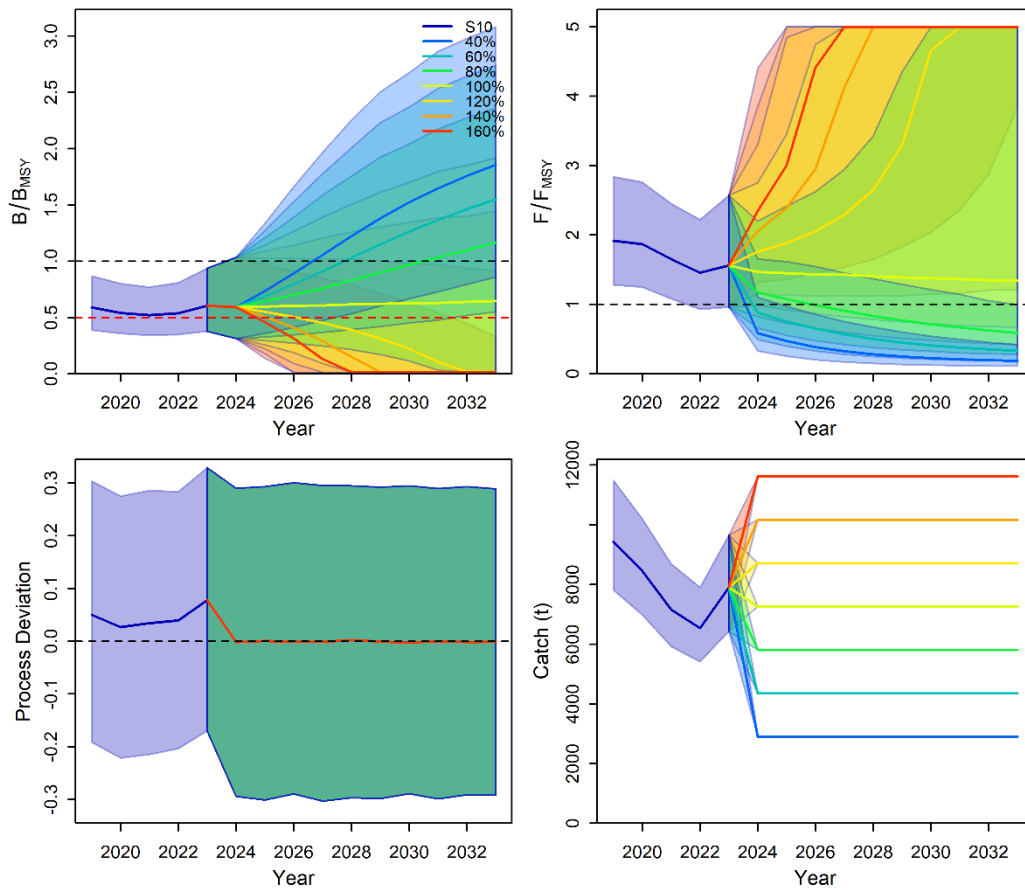 B/BMSY
0.0 0.5 1.0 1.5 2.0 2.5 3.0
S10
40%
60%
80%
100%
120%
140%
160%
2020 2022 2024 2026 2028 2030 2032
Year
F/FMSY
0 1 2 3 4 5
2020 2022 2024 2026 2028 2030 2032
Year
Process Deviation
-0.3 -0.2 -0.1 0.0 0.1 0.2 0.3
2020 2022 2024 2026 2028 2030 2032
Year
Catch (t)
0 2000 4000 6000 8000 12000
2020 2022 2024 2026 2028 2030 2032
Year